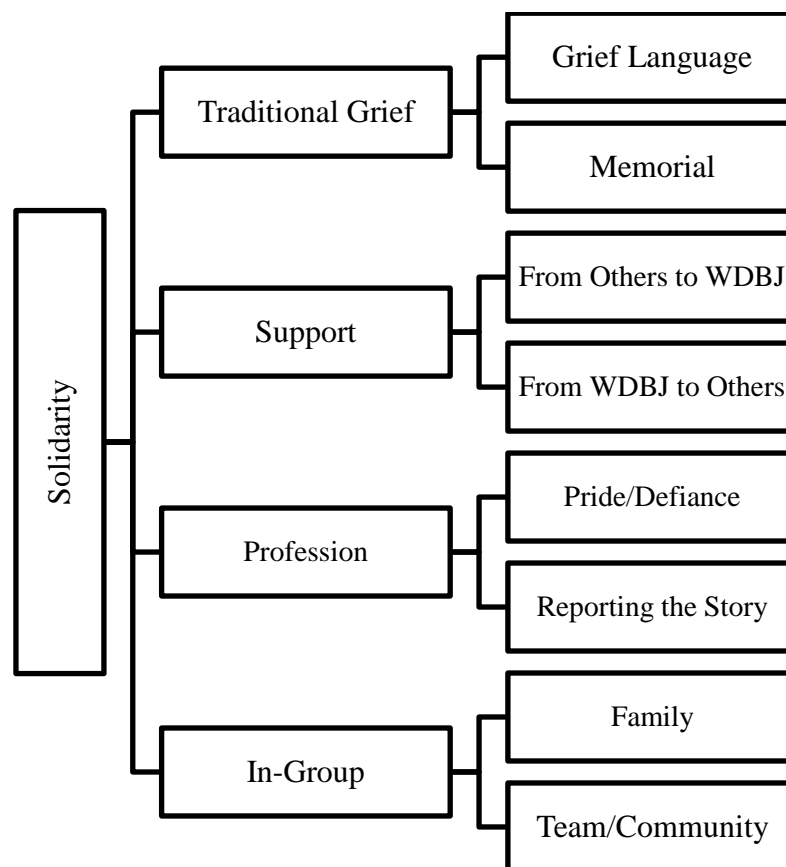 Solidarity
Traditional Grief
Grief Language
Memorial
Support
From Others to WDBJ
From WDBJ to Others
Profession
Pride/Defiance
Reporting the Story
In-Group
Family
Team/Community